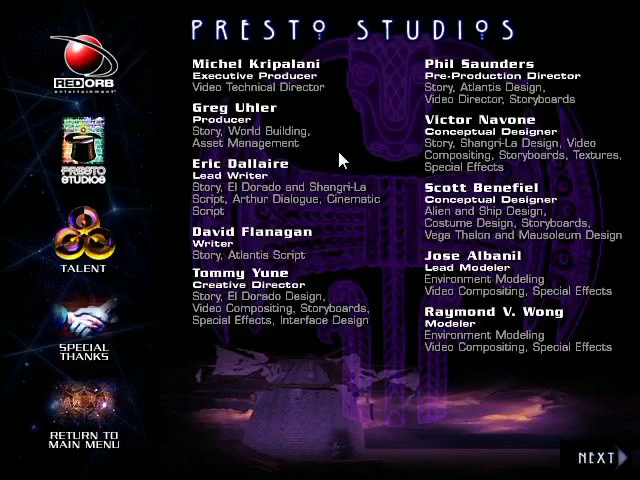 PRESTO STUDIOS
REDORB
entertainment
PRESTO
STUDIOS
TALENT
SPECIAL
THANKS
RETURN TO
MAIN MENU
Michel Kripalani
Executive Producer
Video Technical Director
Greg Uhler
Producer
Story, World Building,
Asset Management
Eric Dallaire
Lead Writer
Story, El Dorado and Shangri-La
Script, Arthur Dialogue, Cinematic
Script
David Flanagan
Writer
Story, Atlantis Script
Tommy Yune
Creative Director
Story, El Dorado Design,
Video Compositing, Storyboards,
Special Effects, Interface Design
Phil Saunders
Pre-Production Director
Story, Atlantis Design,
Video Director, Storyboards
Victor Navone
Conceptual Designer
Story, Shangri-La Design, Video
Compositing, Storyboards, Textures,
Special Effects
Scott Benefiel
Conceptual Designer
Alien and Ship Design,
Costume Design, Storyboards,
Vega Thalon and Mausoleum Design
Jose Albanil
Lead Modeler
Environment Modeling
Video Compositing, Special Effects
Raymond V. Wong
Modeler
Environment Modeling
Video Compositing, Special Effects
NEXT